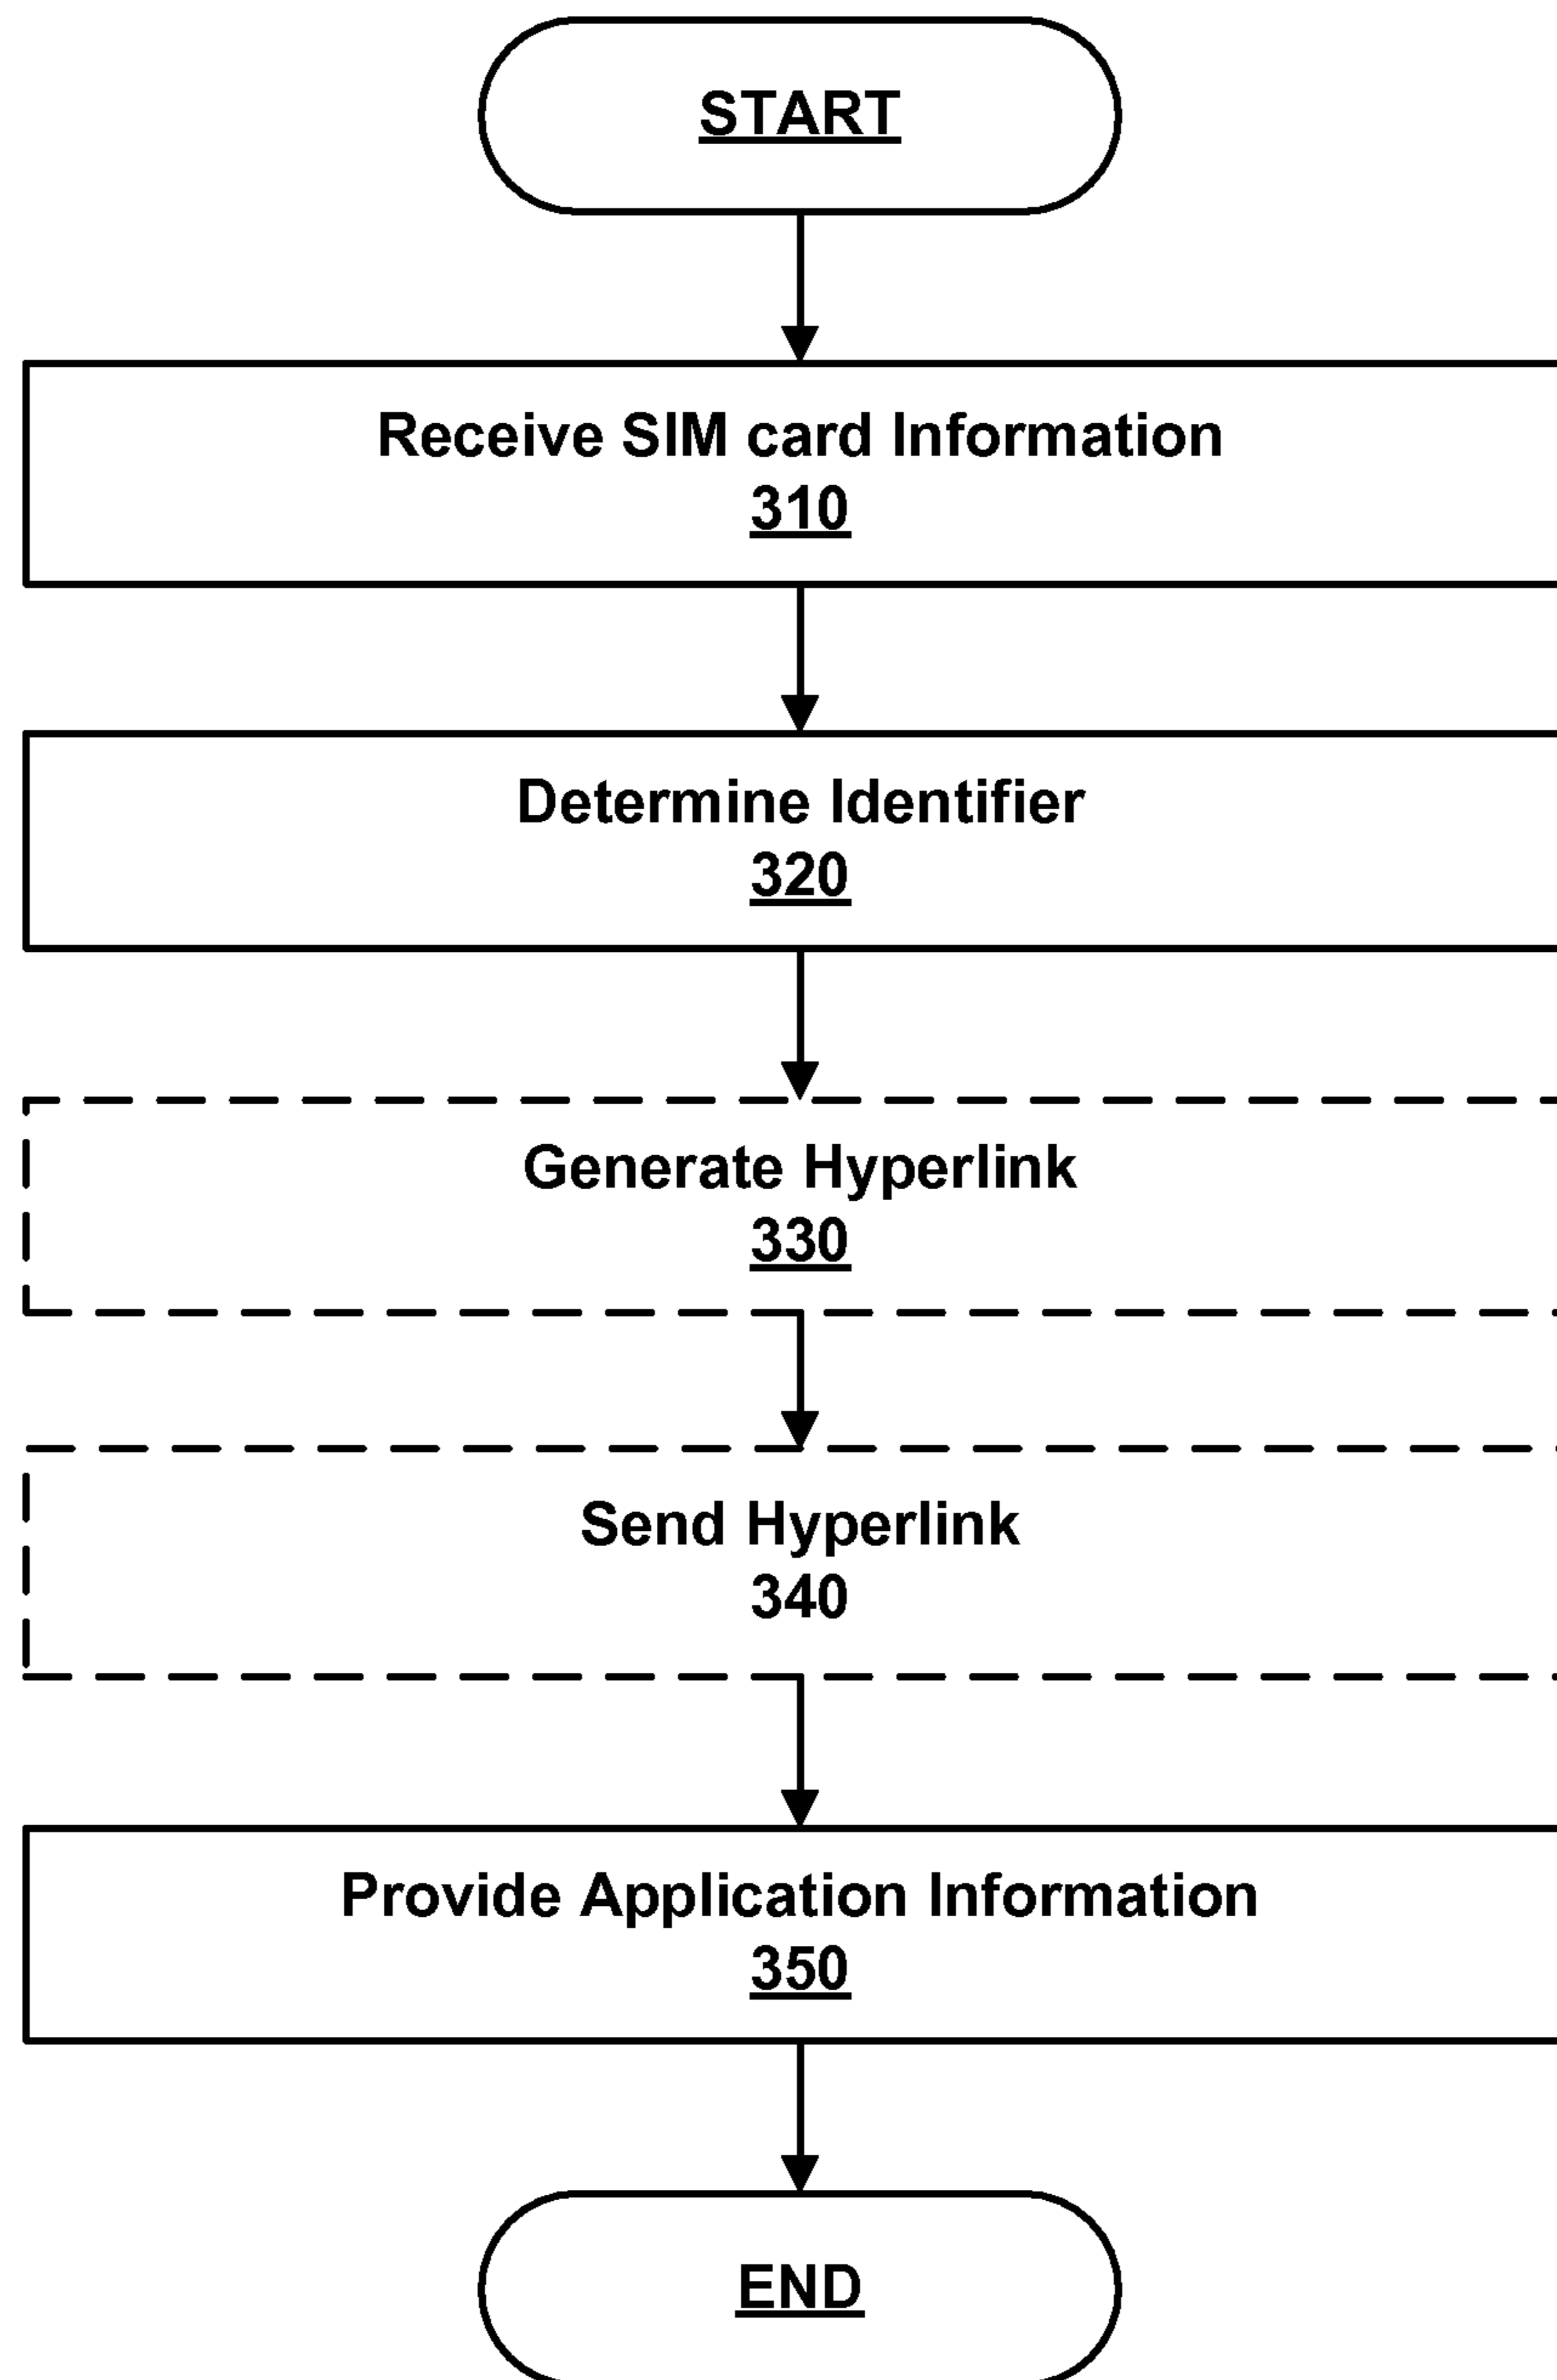 START
Receive SIM card Information
310
Determine Identifier
320
Generate Hyperlink
330
Send Hyperlink
340
Provide Application Information
350
END